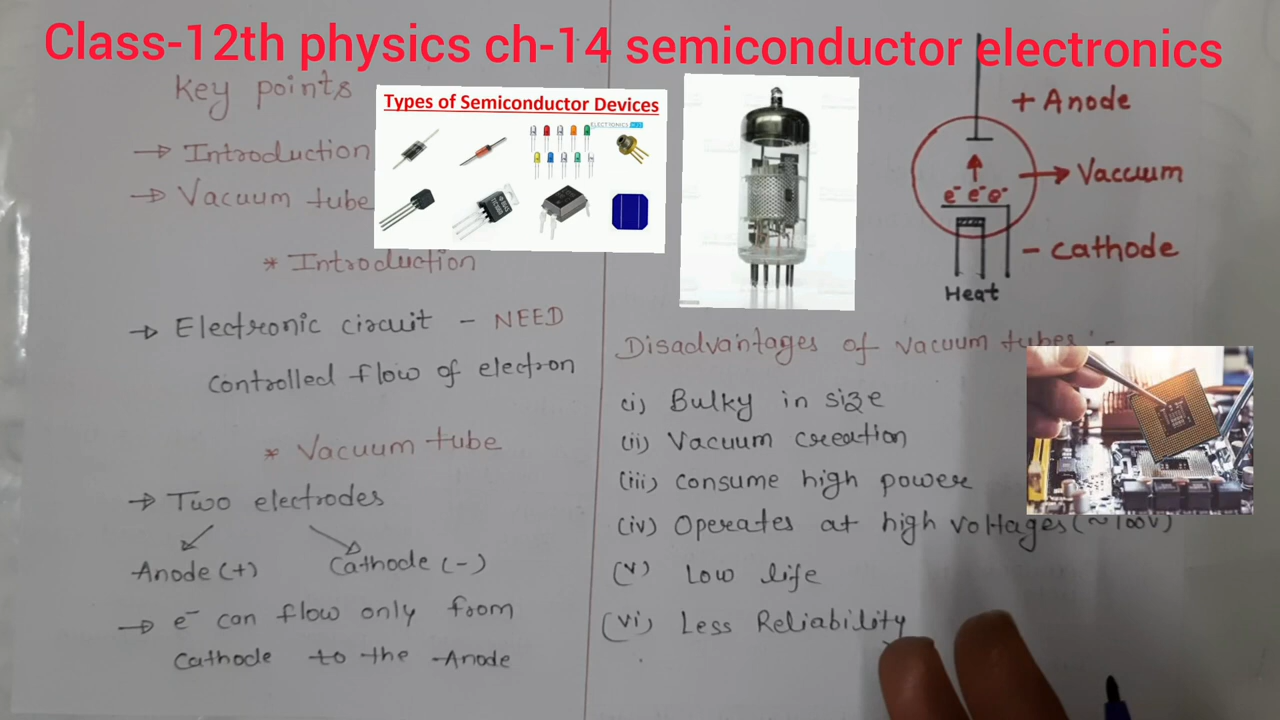 Class-12th physics ch-14 semiconductor electronics
Key points
→ Introduction
→ Vacuum tube
* Introduction
→ Electronic circuit - NEED
controlled flow of electron
* Vacuum tube
→ Two electrodes
Anode (+) Cathode (-)
→ e⁻ can flow only from
Cathode to the Anode
Types of Semiconductor Devices
+ Anode
→ Vaccum
e⁻ e⁻ e⁻
- Cathode
Heat
Disadvantages of vacuum tubes :-
(i) Bulky in size
(ii) Vacuum creation
(iii) Consume high power
(iv) Operates at high voltages (~100V)
(v) Low life
(vi) Less Reliability